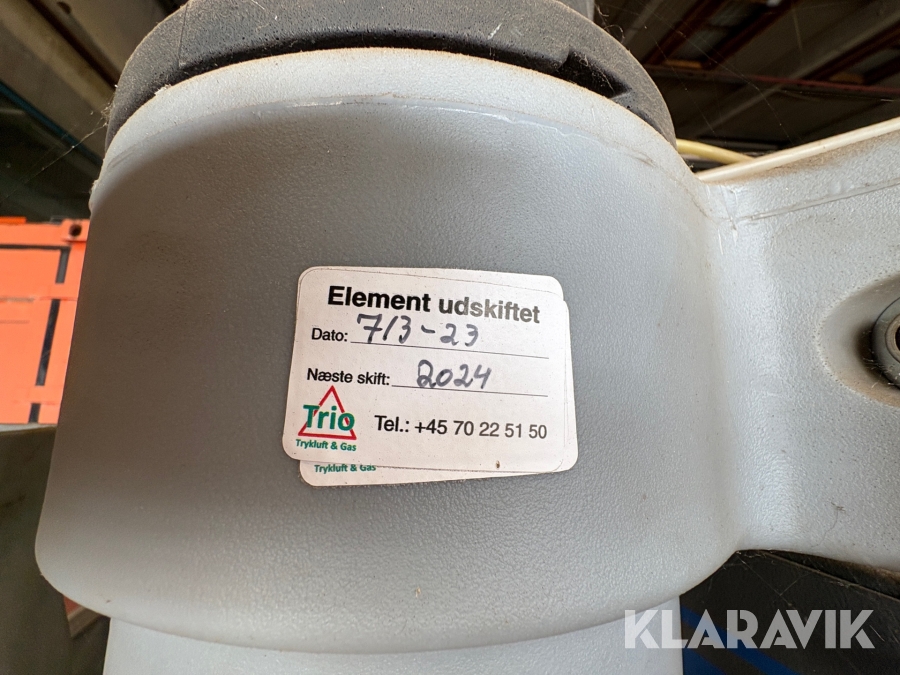 Element udskiftet
Dato: 7/3-23
Næste skift: 2024
Trio
Trykluft & Gas
Tel.: +45 70 22 51 50
Trykluft & Gas
KLARAVIK